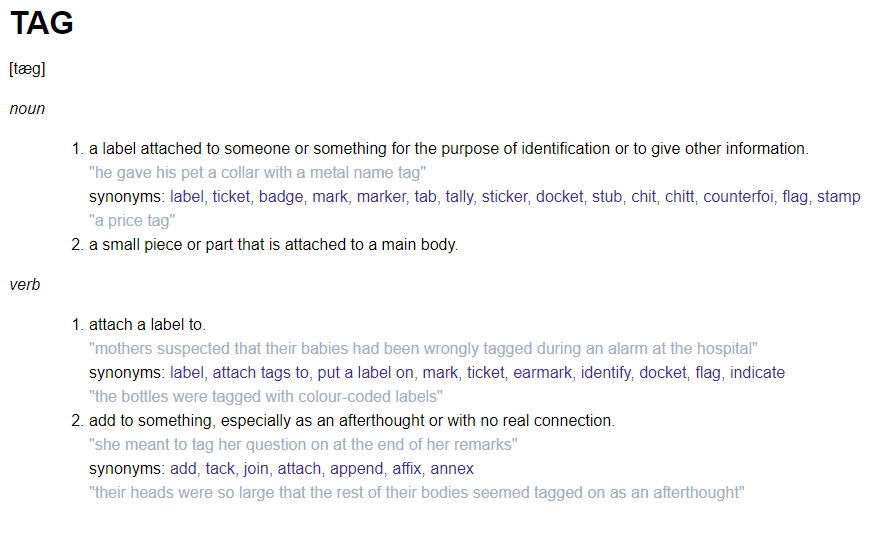 TAG
[tæg]
noun
1. a label attached to someone or something for the purpose of identification or to give other information.
"he gave his pet a collar with a metal name tag"
synonyms: label, ticket, badge, mark, marker, tab, tally, sticker, docket, stub, chit, chitt, counterfoi, flag, stamp
"a price tag"
2. a small piece or part that is attached to a main body.
verb
1. attach a label to.
"mothers suspected that their babies had been wrongly tagged during an alarm at the hospital"
synonyms: label, attach tags to, put a label on, mark, ticket, earmark, identify, docket, flag, indicate
"the bottles were tagged with colour-coded labels"
2. add to something, especially as an afterthought or with no real connection.
"she meant to tag her question on at the end of her remarks"
synonyms: add, tack, join, attach, append, affix, annex
"their heads were so large that the rest of their bodies seemed tagged on as an afterthought"